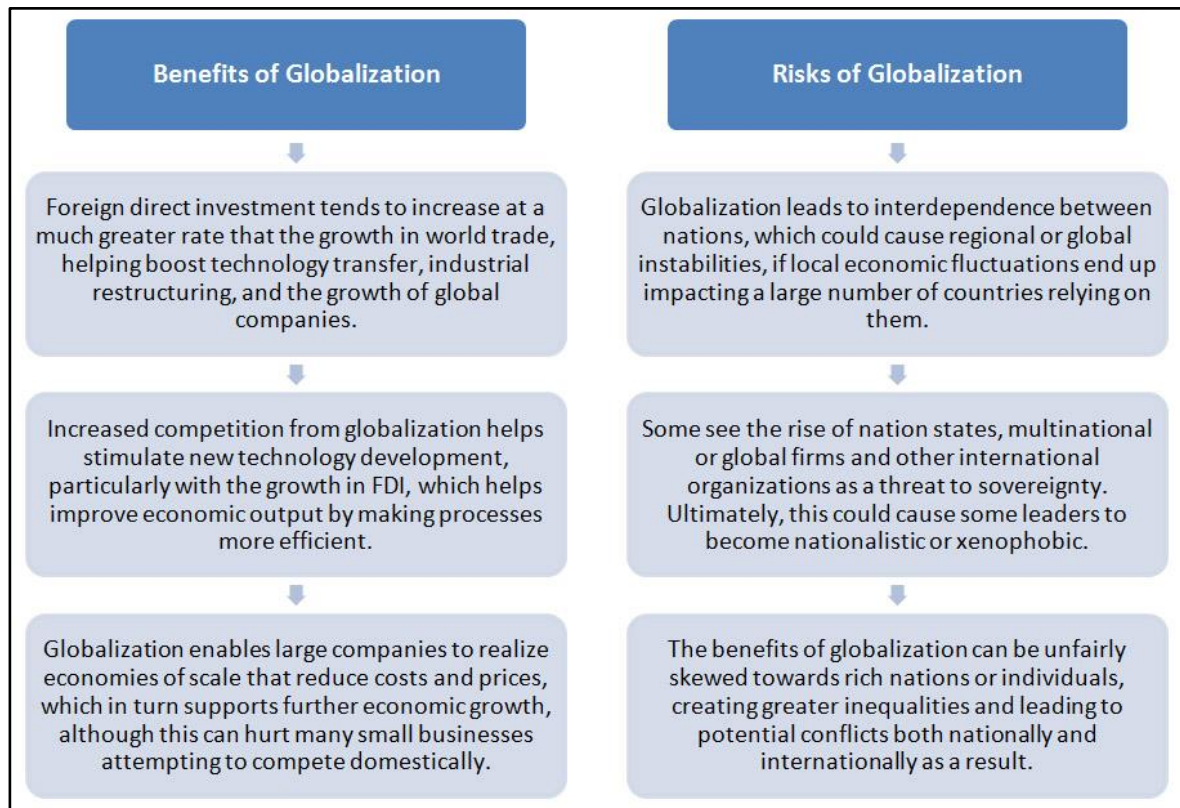 Benefits of Globalization
Foreign direct investment tends to increase at a
much greater rate that the growth in world trade,
helping boost technology transfer, industrial
restructuring, and the growth of global
companies.
Increased competition from globalization helps
stimulate new technology development,
particularly with the growth in FDI, which helps
improve economic output by making processes
more efficient.
Globalization enables large companies to realize
economies of scale that reduce costs and prices,
which in turn supports further economic growth,
although this can hurt many small businesses
attempting to compete domestically.
Risks of Globalization
Globalization leads to interdependence between
nations, which could cause regional or global
instabilities, if local economic fluctuations end up
impacting a large number of countries relying on
them.
Some see the rise of nation states, multinational
or global firms and other international
organizations as a threat to sovereignty.
Ultimately, this could cause some leaders to
become nationalistic or xenophobic.
The benefits of globalization can be unfairly
skewed towards rich nations or individuals,
creating greater inequalities and leading to
potential conflicts both nationally and
internationally as a result.